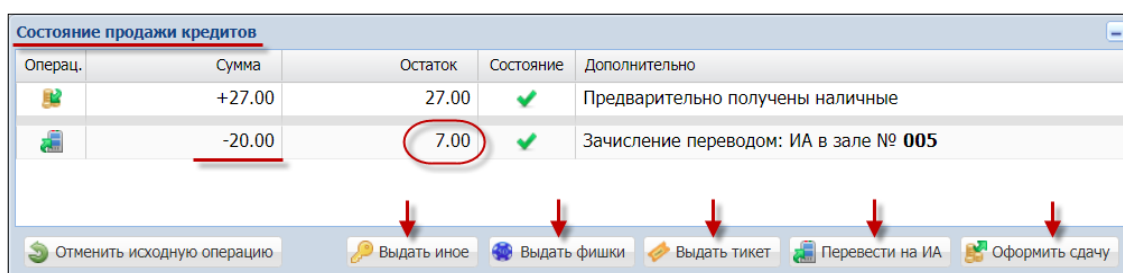 Состояние продажи кредитов
Операц. Сумма Остаток Состояние Дополнительно
+27.00 27.00 Предварительно получены наличные
-20.00 7.00 Зачисление переводом: ИА в зале № 005
Отменить исходную операцию Выдать иное Выдать фишки Выдать тикет Перевести на ИА Оформить сдачу